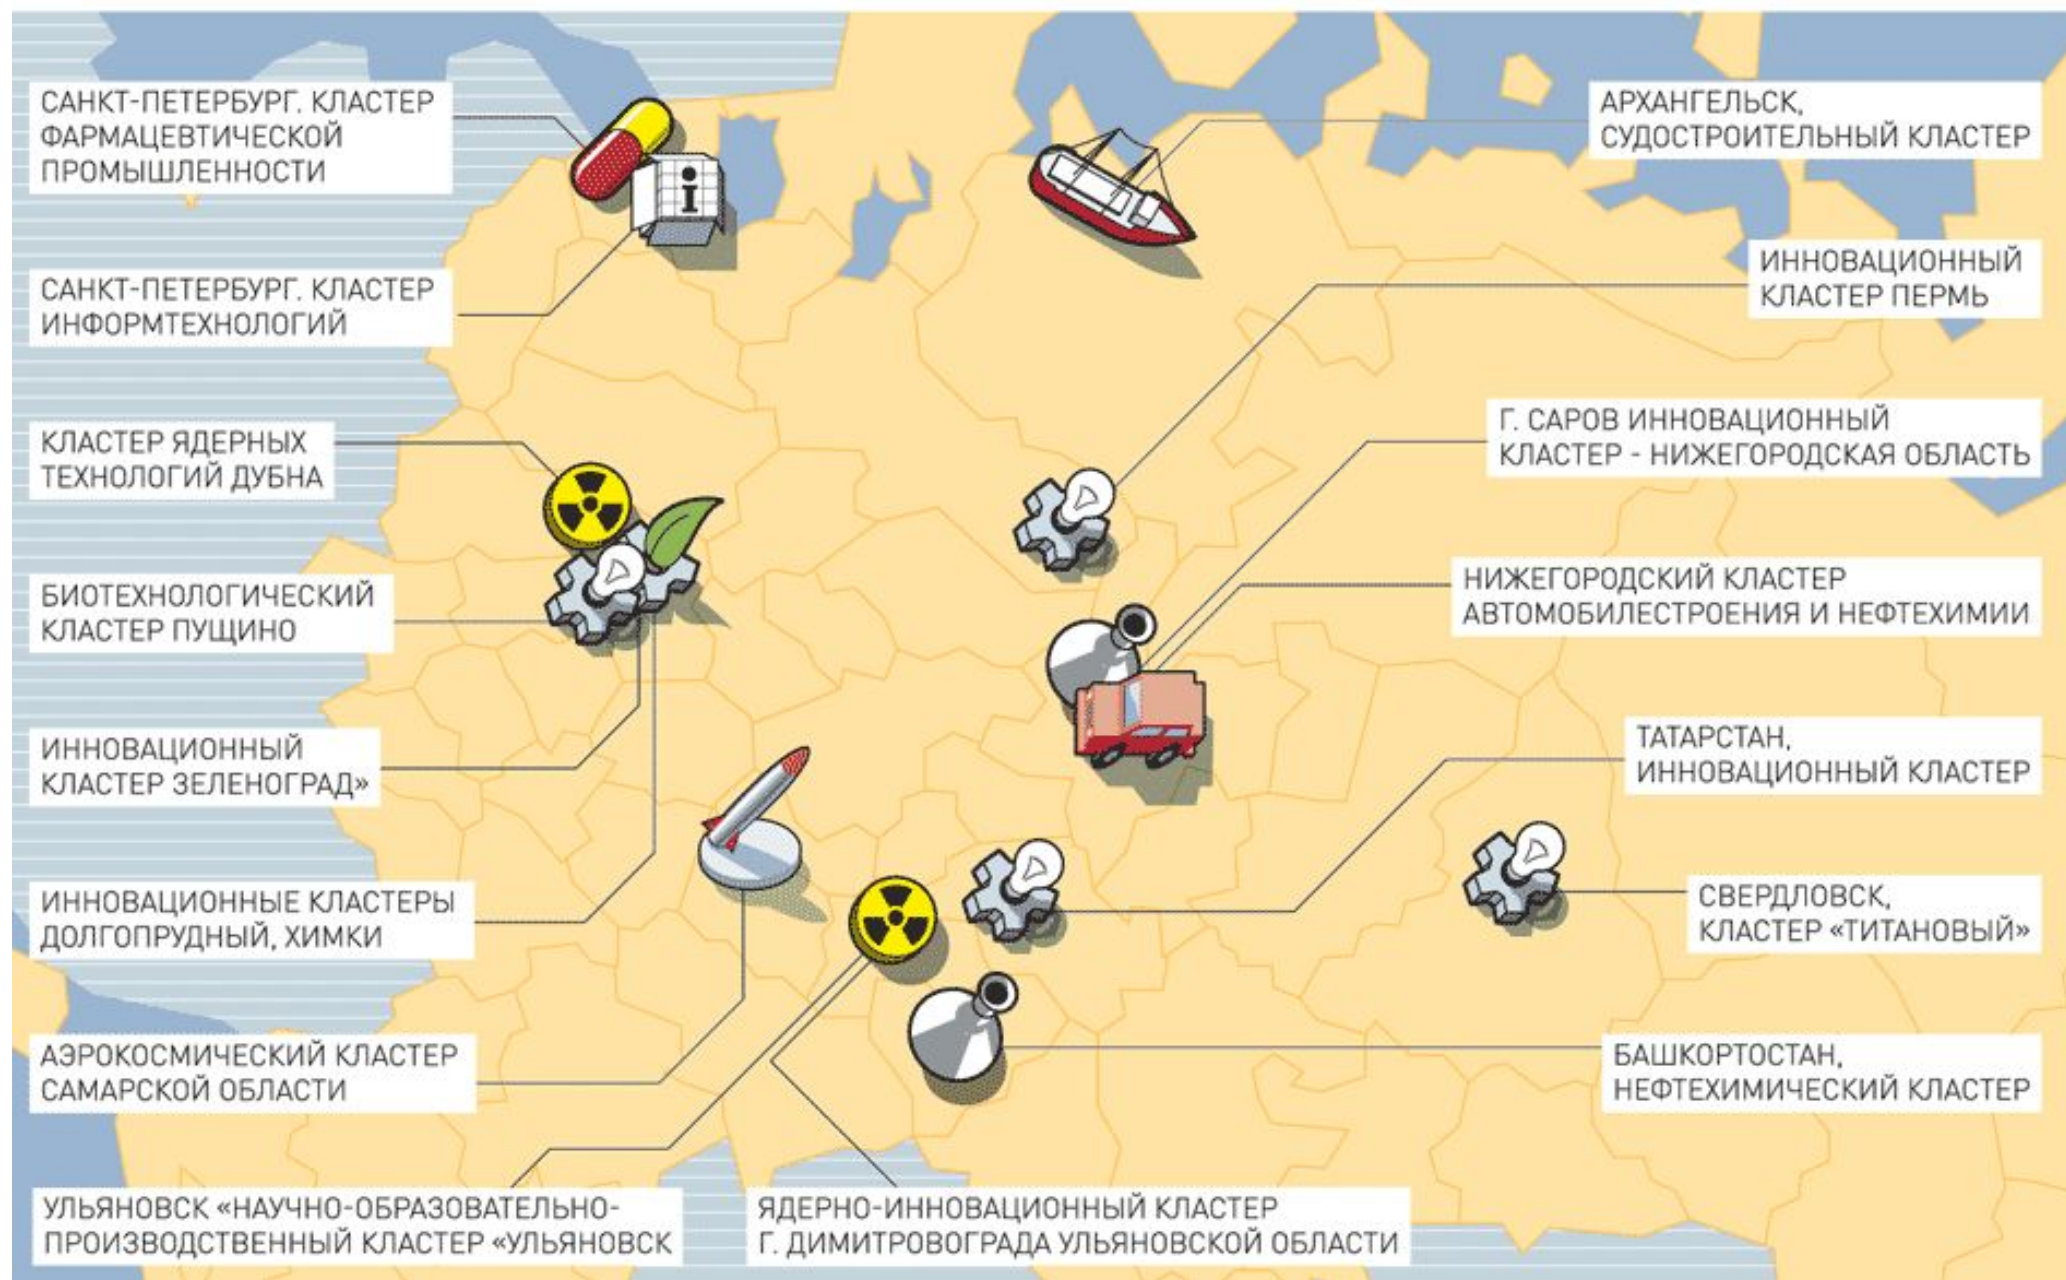 САНКТ-ПЕТЕРБУРГ. КЛАСТЕР
ФАРМАЦЕВТИЧЕСКОЙ
ПРОМЫШЛЕННОСТИ
САНКТ-ПЕТЕРБУРГ. КЛАСТЕР
ИНФОРМТЕХНОЛОГИЙ
КЛАСТЕР ЯДЕРНЫХ
ТЕХНОЛОГИЙ ДУБНА
БИОТЕХНОЛОГИЧЕСКИЙ
КЛАСТЕР ПУЩИНО
ИННОВАЦИОННЫЙ
КЛАСТЕР ЗЕЛЕНОГРАД»
ИННОВАЦИОННЫЕ КЛАСТЕРЫ
ДОЛГОПРУДНЫЙ, ХИМКИ
АЭРОКОСМИЧЕСКИЙ КЛАСТЕР
САМАРСКОЙ ОБЛАСТИ
УЛЬЯНОВСК «НАУЧНО-ОБРАЗОВАТЕЛЬНО-
ПРОИЗВОДСТВЕННЫЙ КЛАСТЕР «УЛЬЯНОВСК
ЯДЕРНО-ИННОВАЦИОННЫЙ КЛАСТЕР
Г. ДИМИТРОВОГРАДА УЛЬЯНОВСКОЙ ОБЛАСТИ
i
АРХАНГЕЛЬСК,
СУДОСТРОИТЕЛЬНЫЙ КЛАСТЕР
ИННОВАЦИОННЫЙ
КЛАСТЕР ПЕРМЬ
Г. САРОВ ИННОВАЦИОННЫЙ
КЛАСТЕР - НИЖЕГОРОДСКАЯ ОБЛАСТЬ
НИЖЕГОРОДСКИЙ КЛАСТЕР
АВТОМОБИЛЕСТРОЕНИЯ И НЕФТЕХИМИИ
ТАТАРСТАН,
ИННОВАЦИОННЫЙ КЛАСТЕР
СВЕРДЛОВСК,
КЛАСТЕР «ТИТАНОВЫЙ»
БАШКОРТОСТАН,
НЕФТЕХИМИЧЕСКИЙ КЛАСТЕР